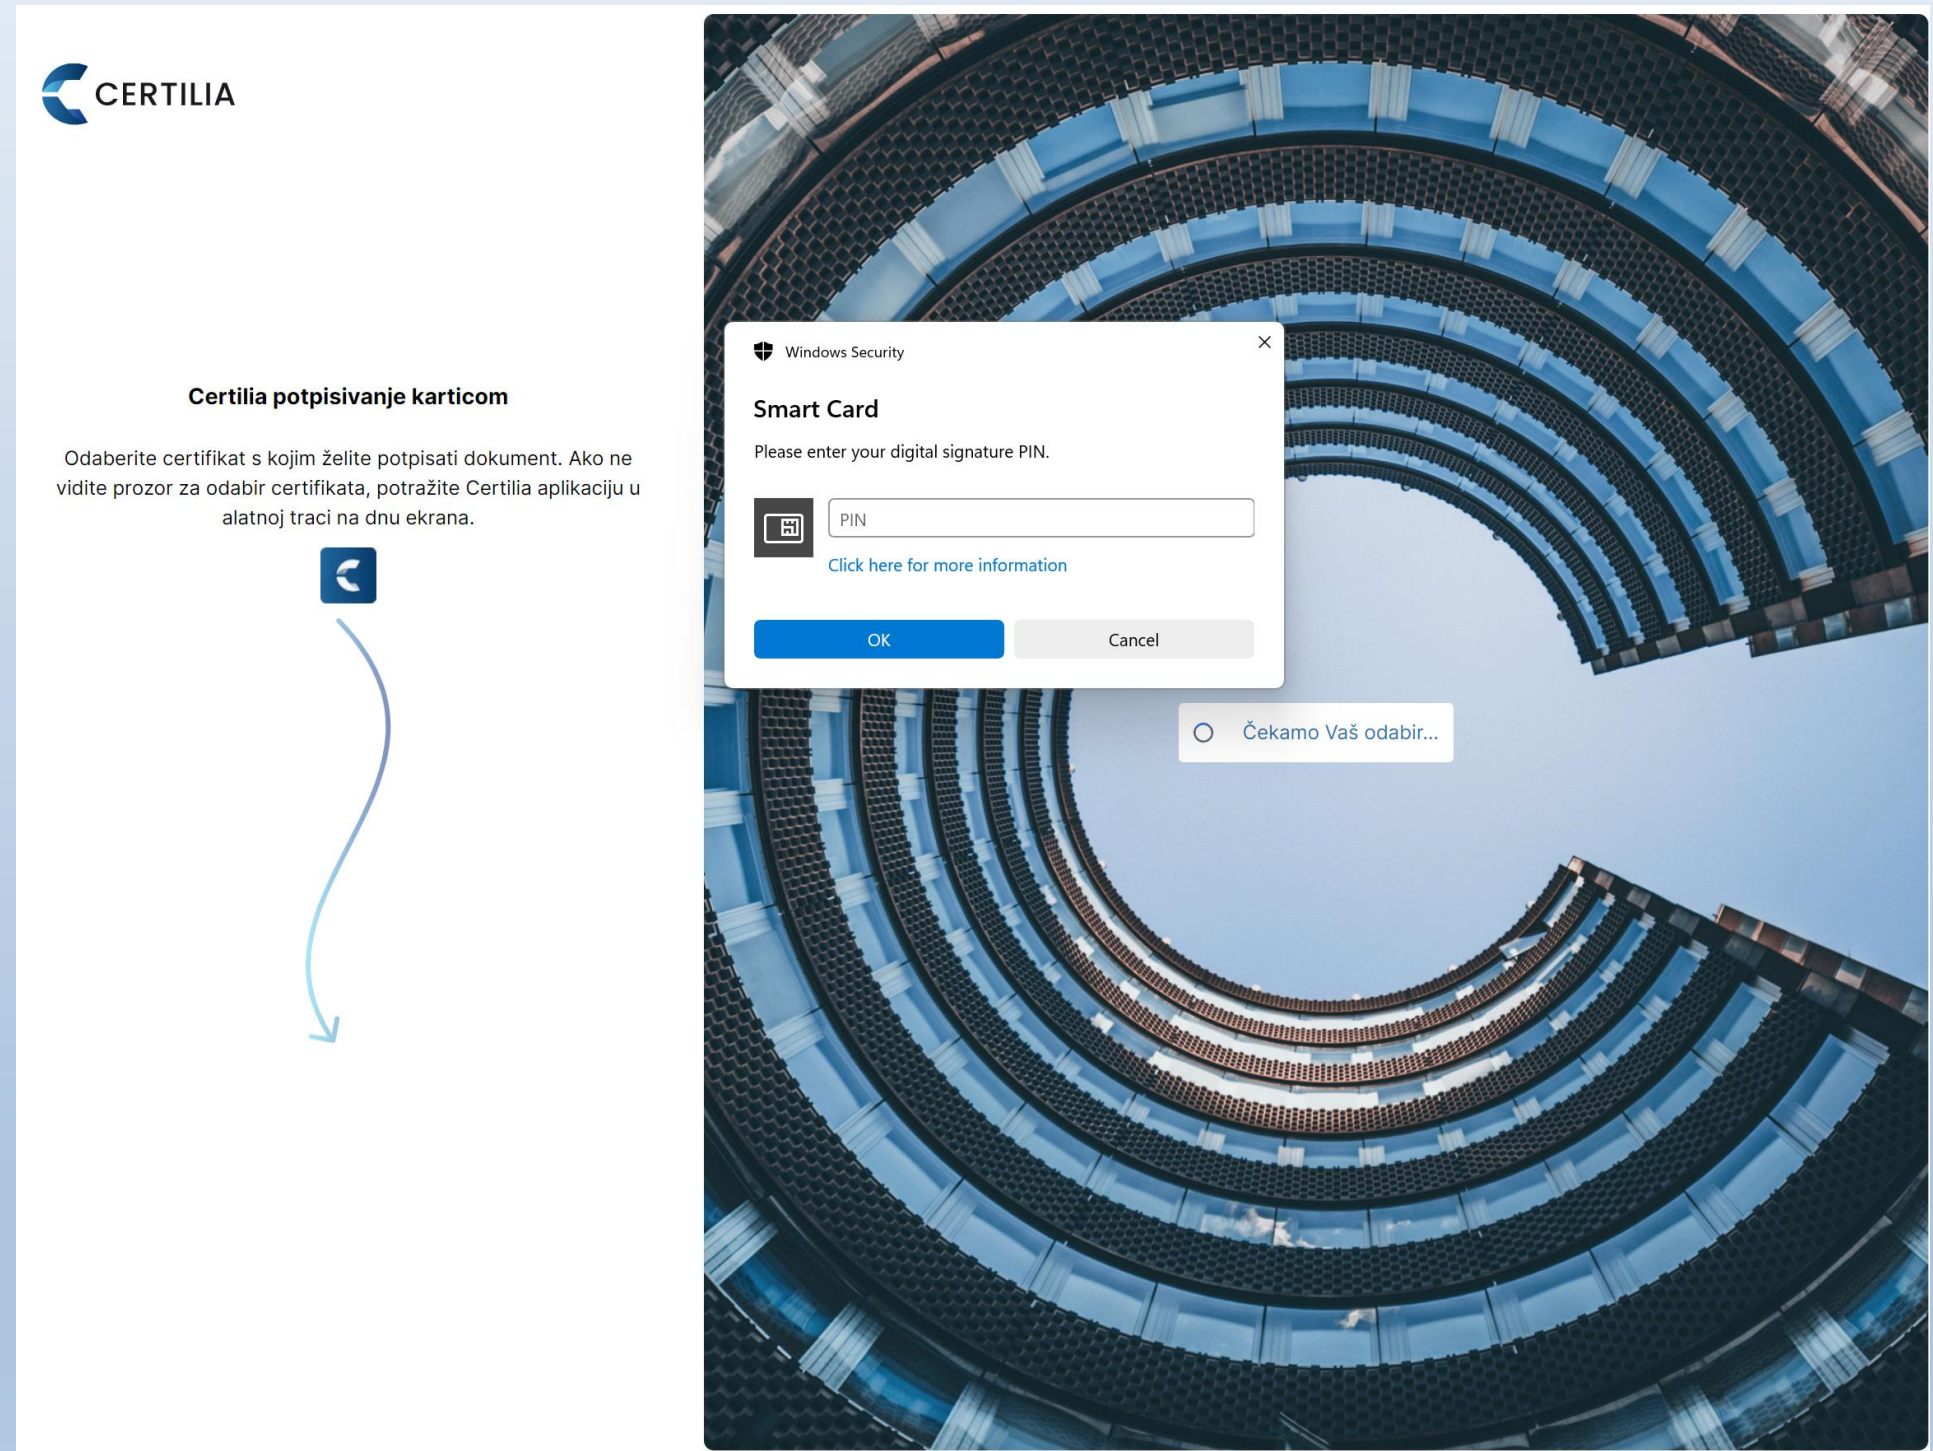 CERTILIA
Certilia potpisivanje karticom
Odaberite certifikat s kojim želite potpisati dokument. Ako ne
vidite prozor za odabir certifikata, potražite Certilia aplikaciju u
alatnoj traci na dnu ekrana.
Windows Security
Smart Card
Please enter your digital signature PIN.
PIN
Click here for more information
OK
Cancel
Čekamo Vaš odabir...